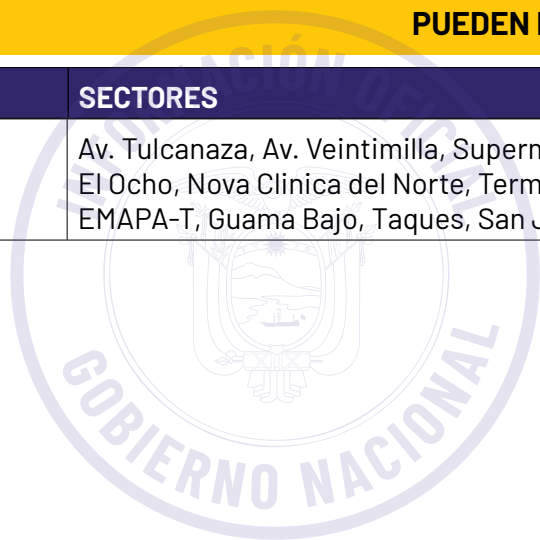 PUEDEN
SECTORES
Av. Tulcanaza, Av. Veintimilla, Supern
El Ocho, Nova Clinica del Norte, Term
EMAPA-T, Guama Bajo, Taques, San
INFORMACIÓN OFICIAL
GOBIERNO NACIONAL